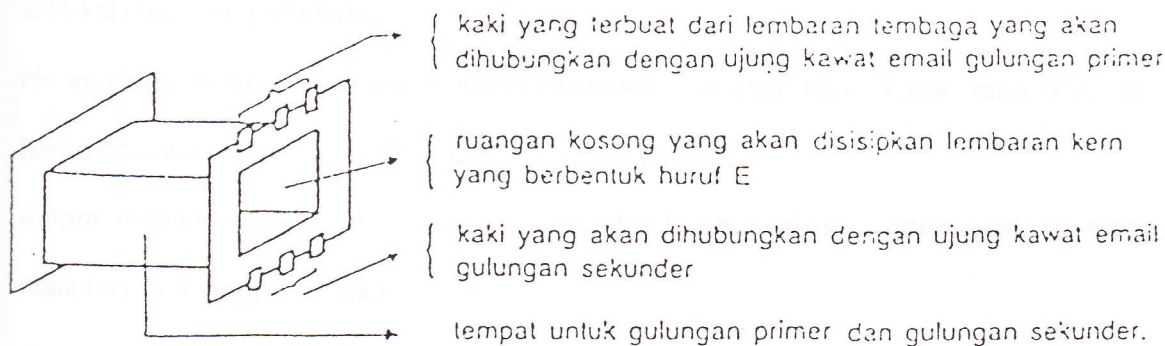 kaki yang terbuat dari lembaran tembaga yang akan
dihubungkan dengan ujung kawat email gulungan primer
ruangan kosong yang akan disisipkan lembaran kern
yang berbentuk huruf E
kaki yang akan dihubungkan dengan ujung kawat email
gulungan sekunder
tempat untuk gulungan primer dan gulungan sekunder.